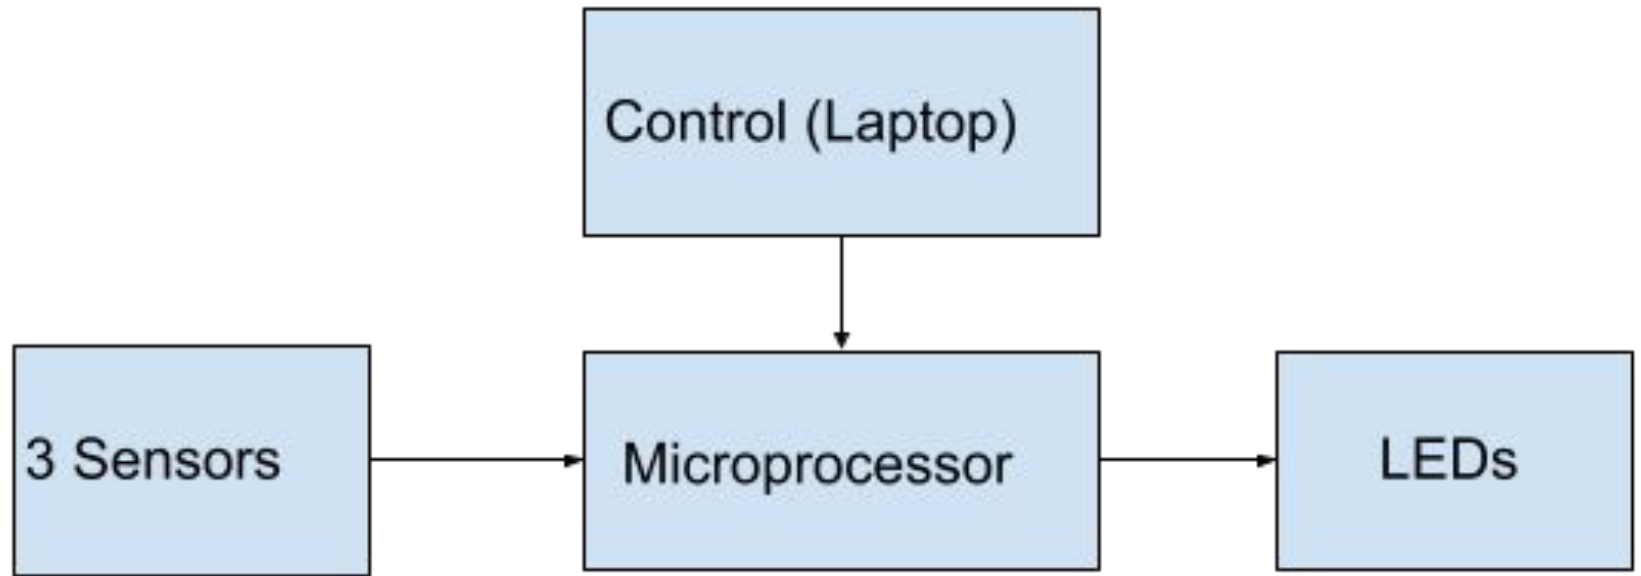 Control (Laptop)
3 Sensors
Microprocessor
LEDs